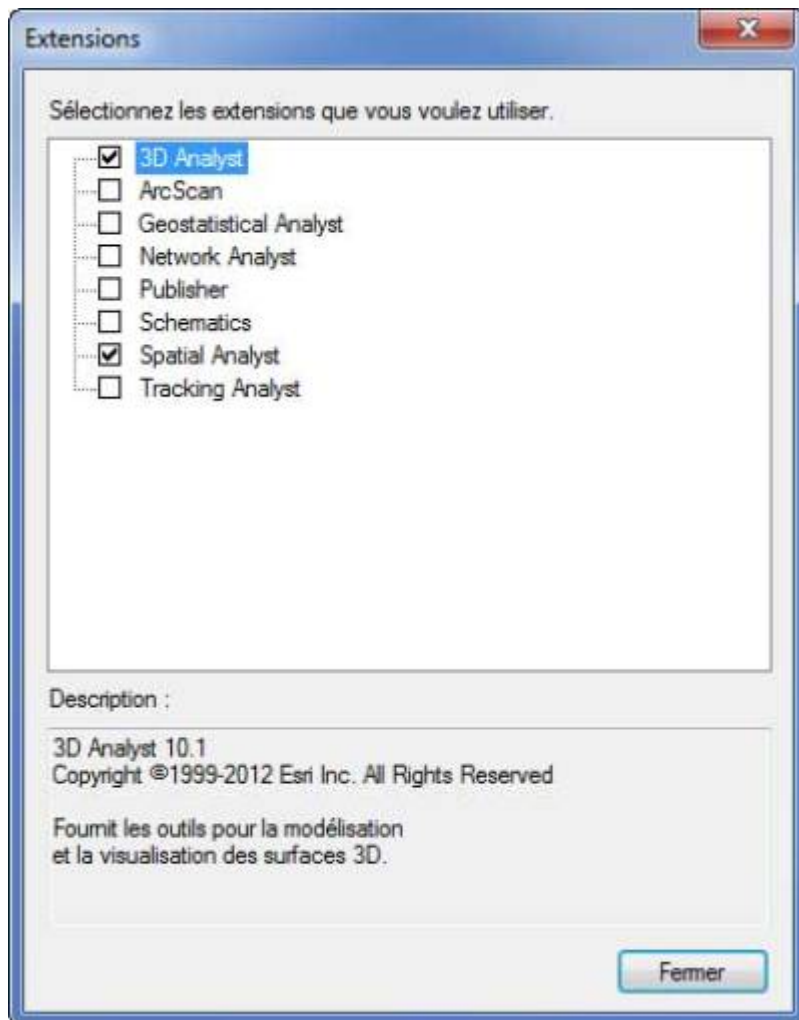 Extensions
Sélectionnez les extensions que vous voulez utiliser.
3D Analyst
ArcScan
Geostatistical Analyst
Network Analyst
Publisher
Schematics
Spatial Analyst
Tracking Analyst
Description :
3D Analyst 10.1
Copyright ©1999-2012 Esri Inc. All Rights Reserved
Fournit les outils pour la modélisation
et la visualisation des surfaces 3D.
Fermer